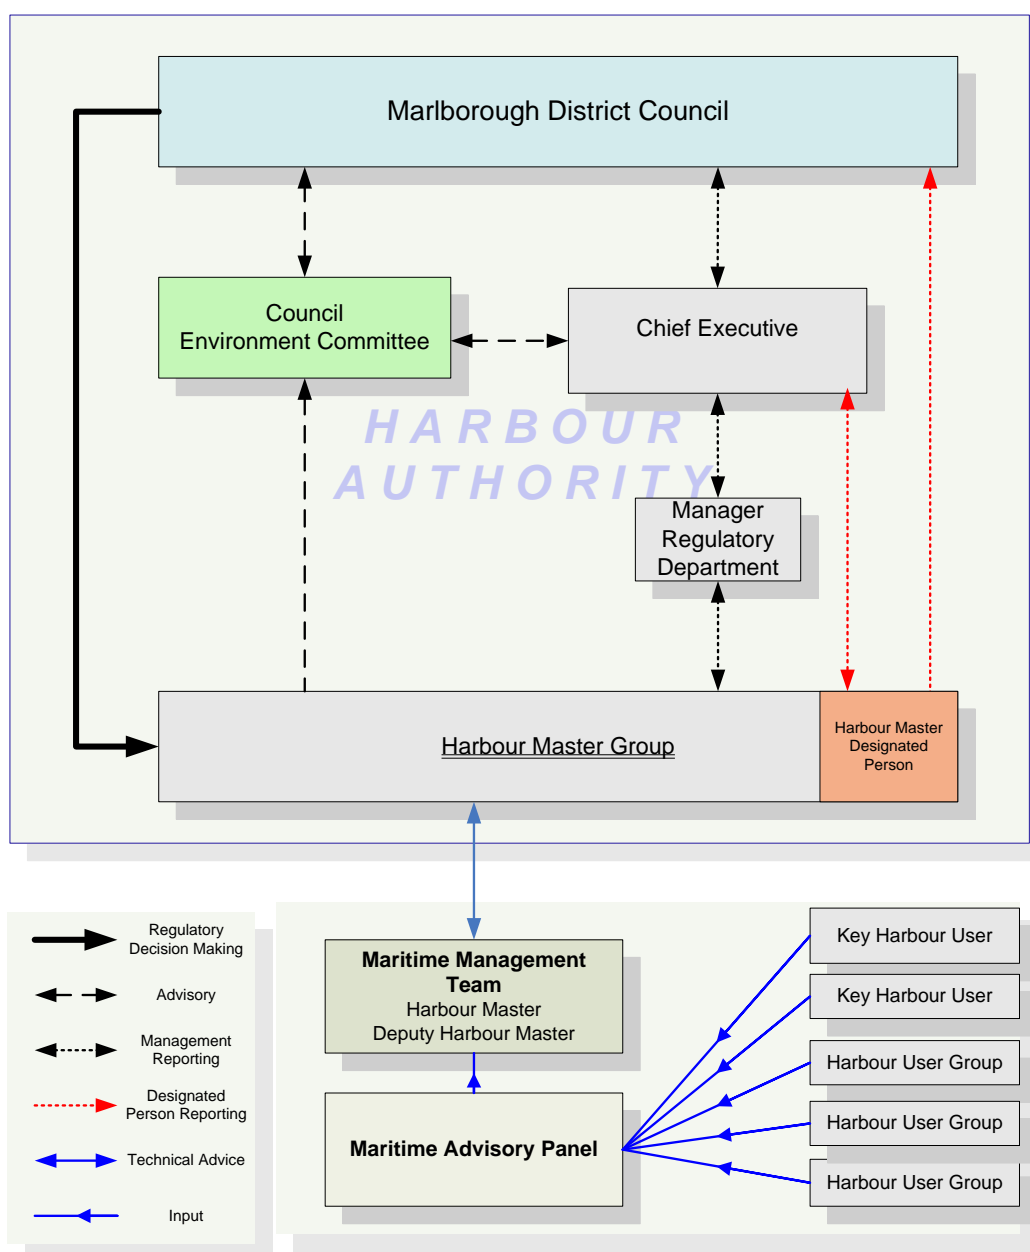 Marlborough District Council
Council
Environment Committee
Chief Executive
HARBOUR
AUTHORITY
Manager
Regulatory
Department
Harbour Master Group
Harbour Master
Designated
Person
Regulatory
Decision Making
Advisory
Management
Reporting
Designated
Person Reporting
Technical Advice
Input
Maritime Management
Team
Harbour Master
Deputy Harbour Master
Maritime Advisory Panel
Key Harbour User
Key Harbour User
Harbour User Group
Harbour User Group
Harbour User Group